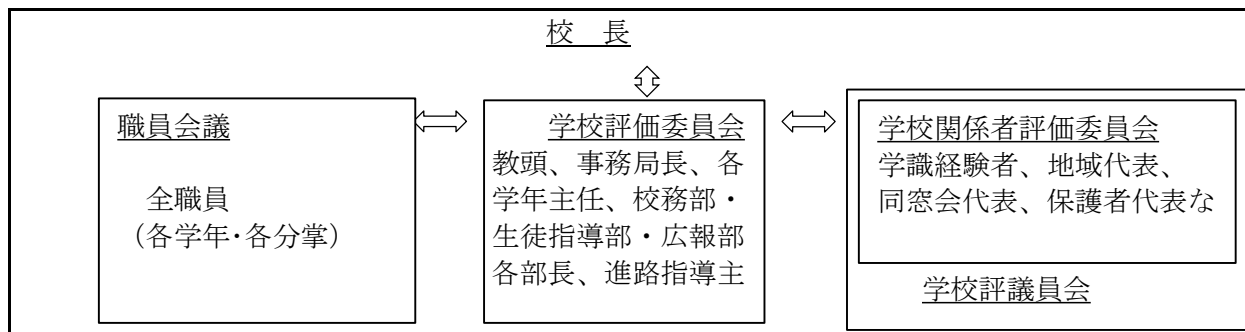 校　長
職員会議
全職員
（各学年・各分掌）
学校評価委員会
教頭、事務局長、各
学年主任、校務部・
生徒指導部・広報部
各部長、進路指導主
学校関係者評価委員会
学識経験者、地域代表、
同窓会代表、保護者代表な
学校評議員会